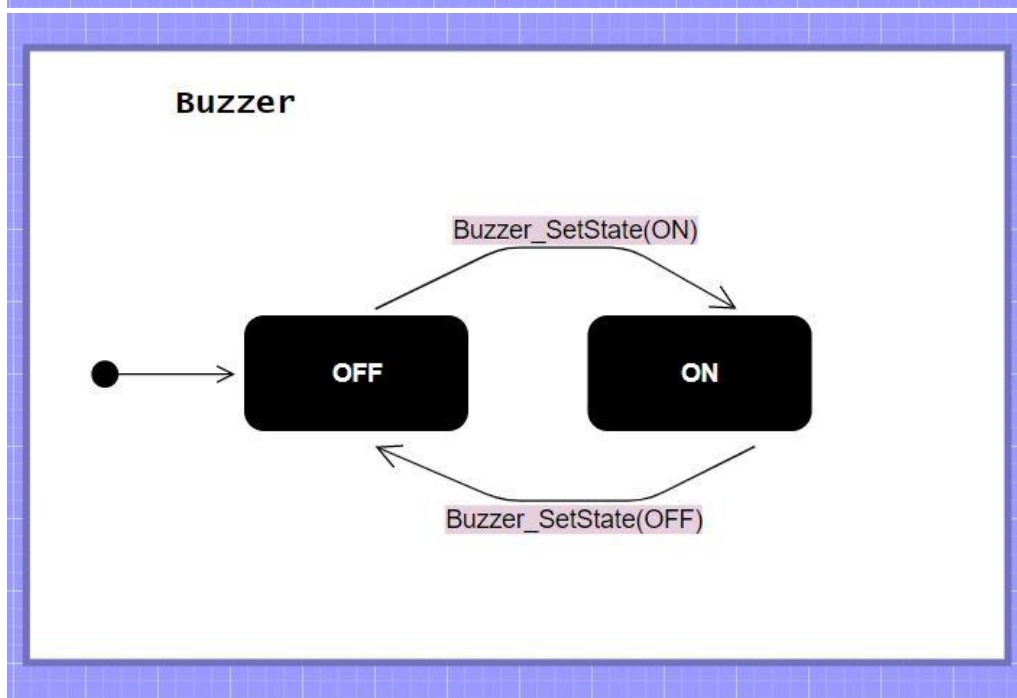 Buzzer
Buzzer_SetState(ON)
OFF
ON
Buzzer_SetState(OFF)